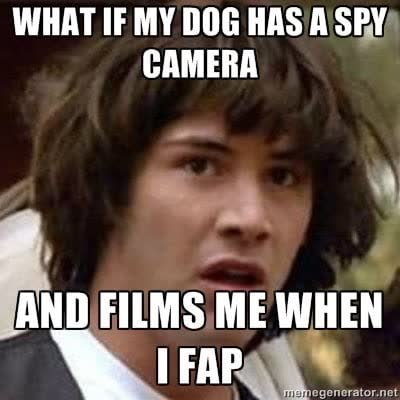 WHAT IF MY DOG HAS A SPY
CAMERA
AND FILMS ME WHEN
I FAP
memegenerator.net